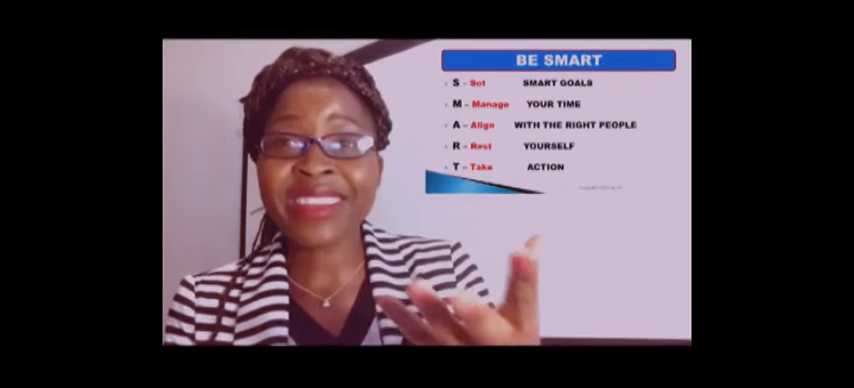 BE SMART
S - Set SMART GOALS
M = Manage YOUR TIME
A = Align WITH THE RIGHT PEOPLE
R = Rest YOURSELF
T = Take ACTION